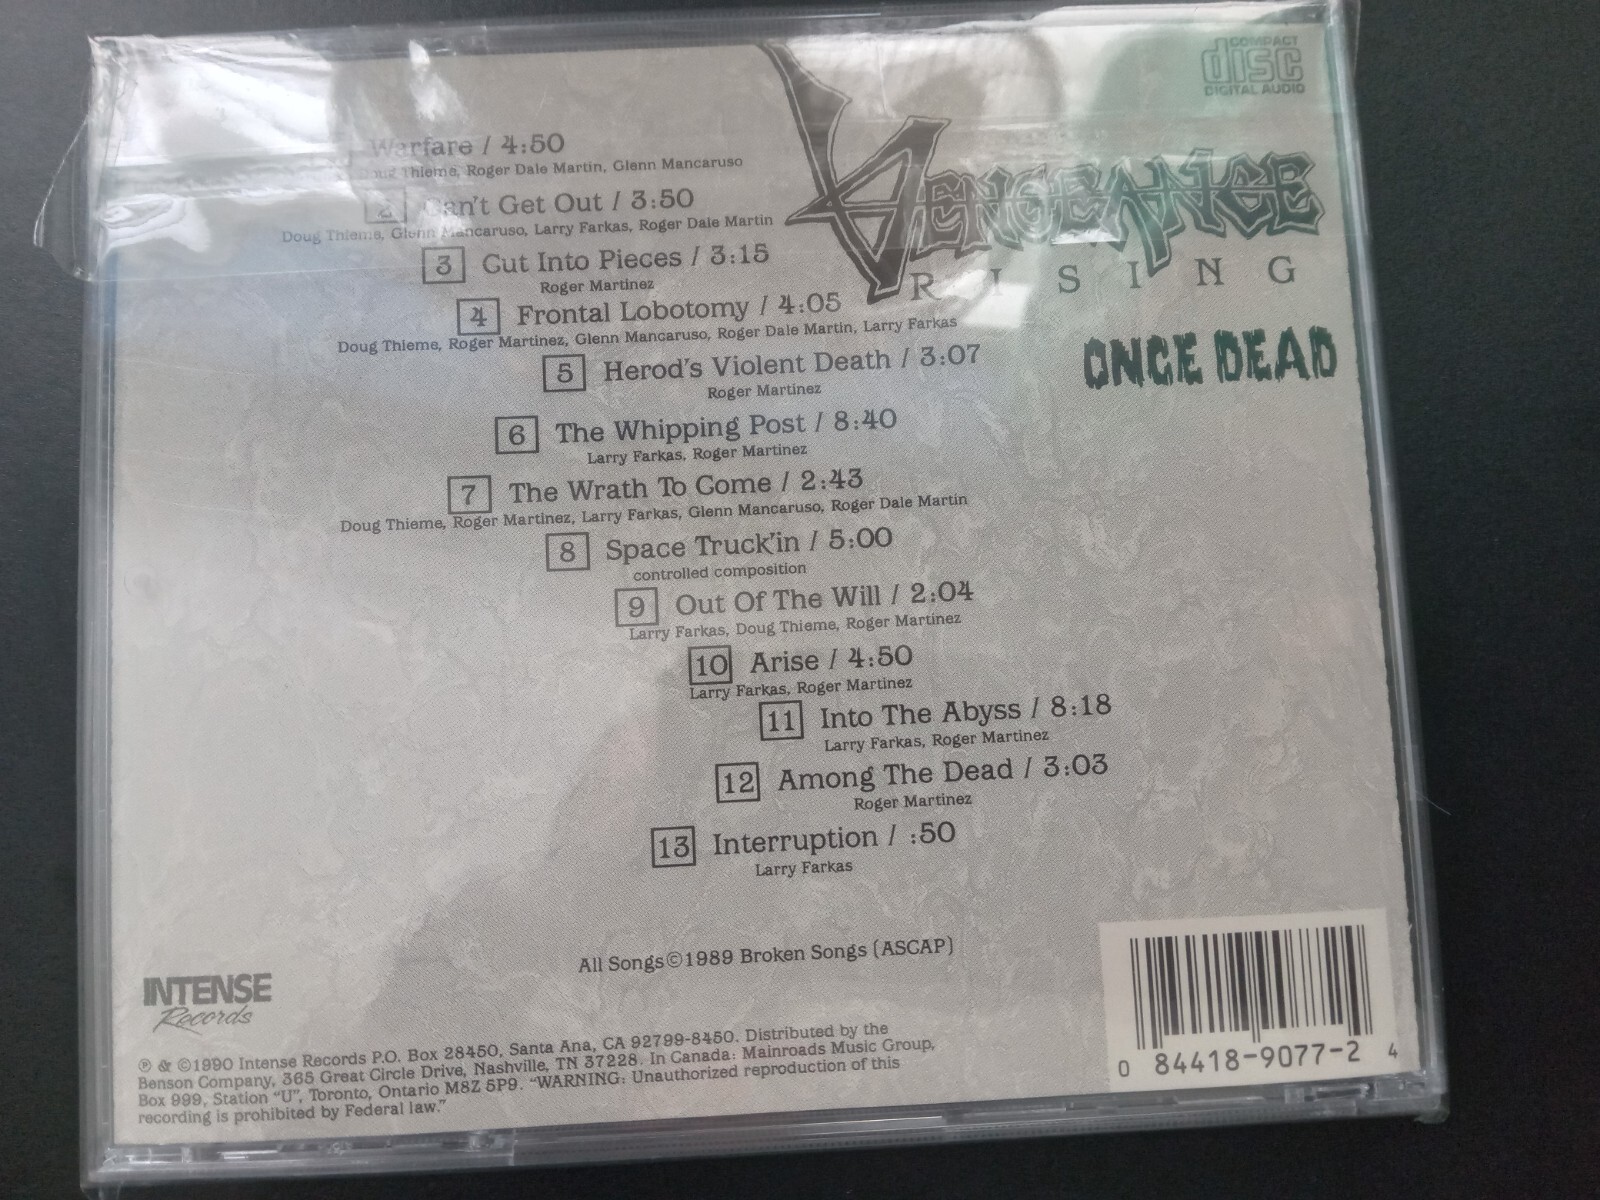 COMPACT
disc
DIGITAL AUDIO
VENGEANCE
RISING
ONCE DEAD
Warfare / 4:50
Doug Thieme, Roger Dale Martin, Glenn Mancaruso
2 Can't Get Out / 3:50
Doug Thieme, Glenn Mancaruso, Larry Farkas, Roger Dale Martin
3 Cut Into Pieces / 3:15
Roger Martinez
4 Frontal Lobotomy / 4:05
Doug Thieme, Roger Martinez, Glenn Mancaruso, Roger Dale Martin, Larry Farkas
5 Herod's Violent Death / 3:07
Roger Martinez
6 The Whipping Post / 8:40
Larry Farkas, Roger Martinez
7 The Wrath To Come / 2:43
Doug Thieme, Roger Martinez, Larry Farkas, Glenn Mancaruso, Roger Dale Martin
8 Space Truck'in / 5:00
controlled composition
9 Out Of The Will / 2:04
Larry Farkas, Doug Thieme, Roger Martinez
10 Arise / 4:50
Larry Farkas, Roger Martinez
11 Into The Abyss / 8:18
Larry Farkas, Roger Martinez
12 Among The Dead / 3:03
Roger Martinez
13 Interruption / :50
Larry Farkas
All Songs©1989 Broken Songs (ASCAP)
INTENSE
Records
℗ & ©1990 Intense Records P.O. Box 28450, Santa Ana, CA 92799-8450. Distributed by the
Benson Company, 365 Great Circle Drive, Nashville, TN 37228. In Canada: Mainroads Music Group,
Box 999, Station "U", Toronto, Ontario M8Z 5P9. "WARNING: Unauthorized reproduction of this
recording is prohibited by Federal law."
0 84418-9077-2 4